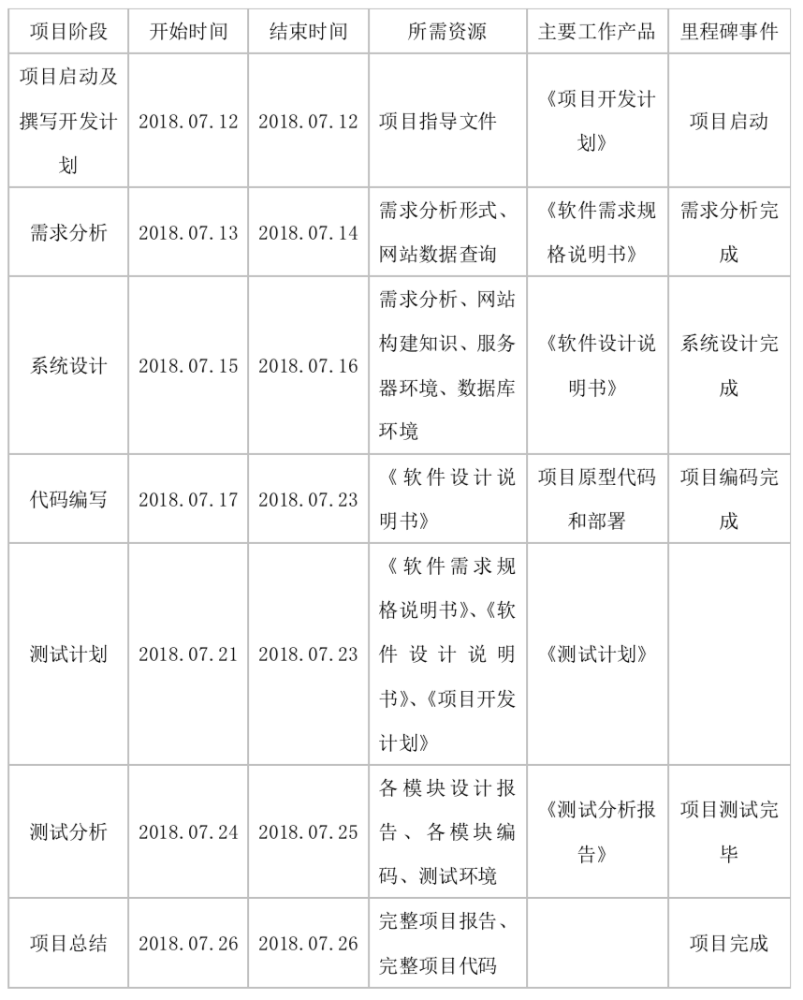 项目阶段 开始时间 结束时间 所需资源 主要工作产品 里程碑事件
项目启动及
撰写开发计
划
2018.07.12
2018.07.12
项目指导文件
《项目开发计
划》
项目启动
需求分析
2018.07.13
2018.07.14
需求分析形式、
网站数据查询
《软件需求规
格说明书》
需求分析完
成
系统设计
2018.07.15
2018.07.16
需求分析、网站
构建知识、服务
器环境、数据库
环境
《软件设计说
明书》
系统设计完
成
代码编写
2018.07.17
2018.07.23
《软件设计说
明书》
项目原型代码
和部署
项目编码完
成
测试计划
2018.07.21
2018.07.23
《软件需求规
格说明书》、《软
件设计说明
书》、《项目开发
计划》
《测试计划》
测试分析
2018.07.24
2018.07.25
各模块设计报
告、各模块编
码、测试环境
《测试分析报
告》
项目测试完
毕
项目总结
2018.07.26
2018.07.26
完整项目报告、
完整项目代码
项目完成